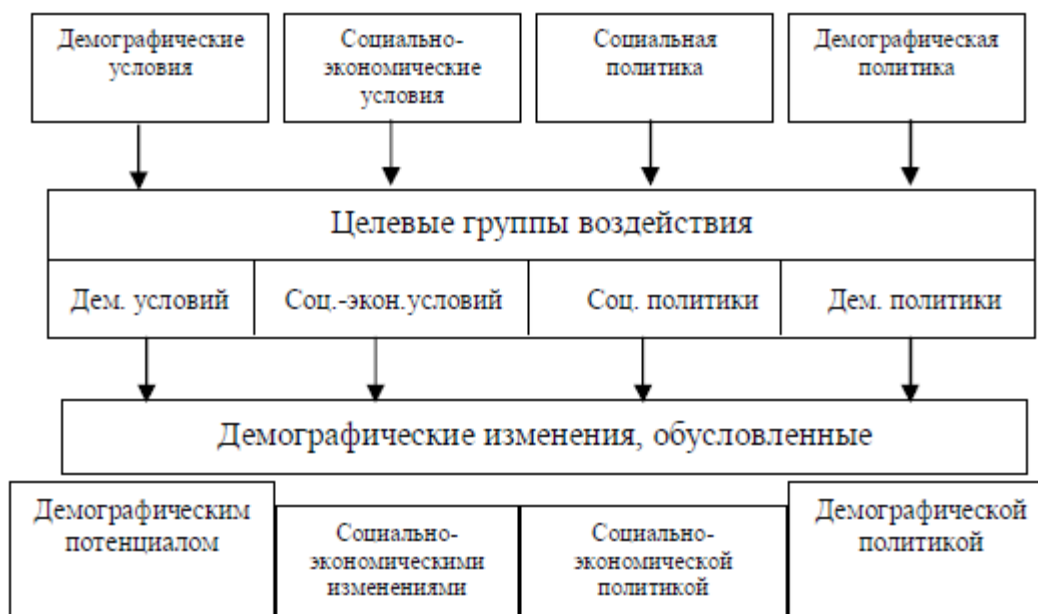 Демографические
условия
Социально-
экономические
условия
Социальная
политика
Демографическая
политика
Целевые группы воздействия
Дем. условий
Соц.-экон.условий
Соц. политики
Дем. политики
Демографические изменения, обусловленные
Демографическим
потенциалом
Социально-
экономическими
изменениями
Социально-
экономической
политикой
Демографической
политикой